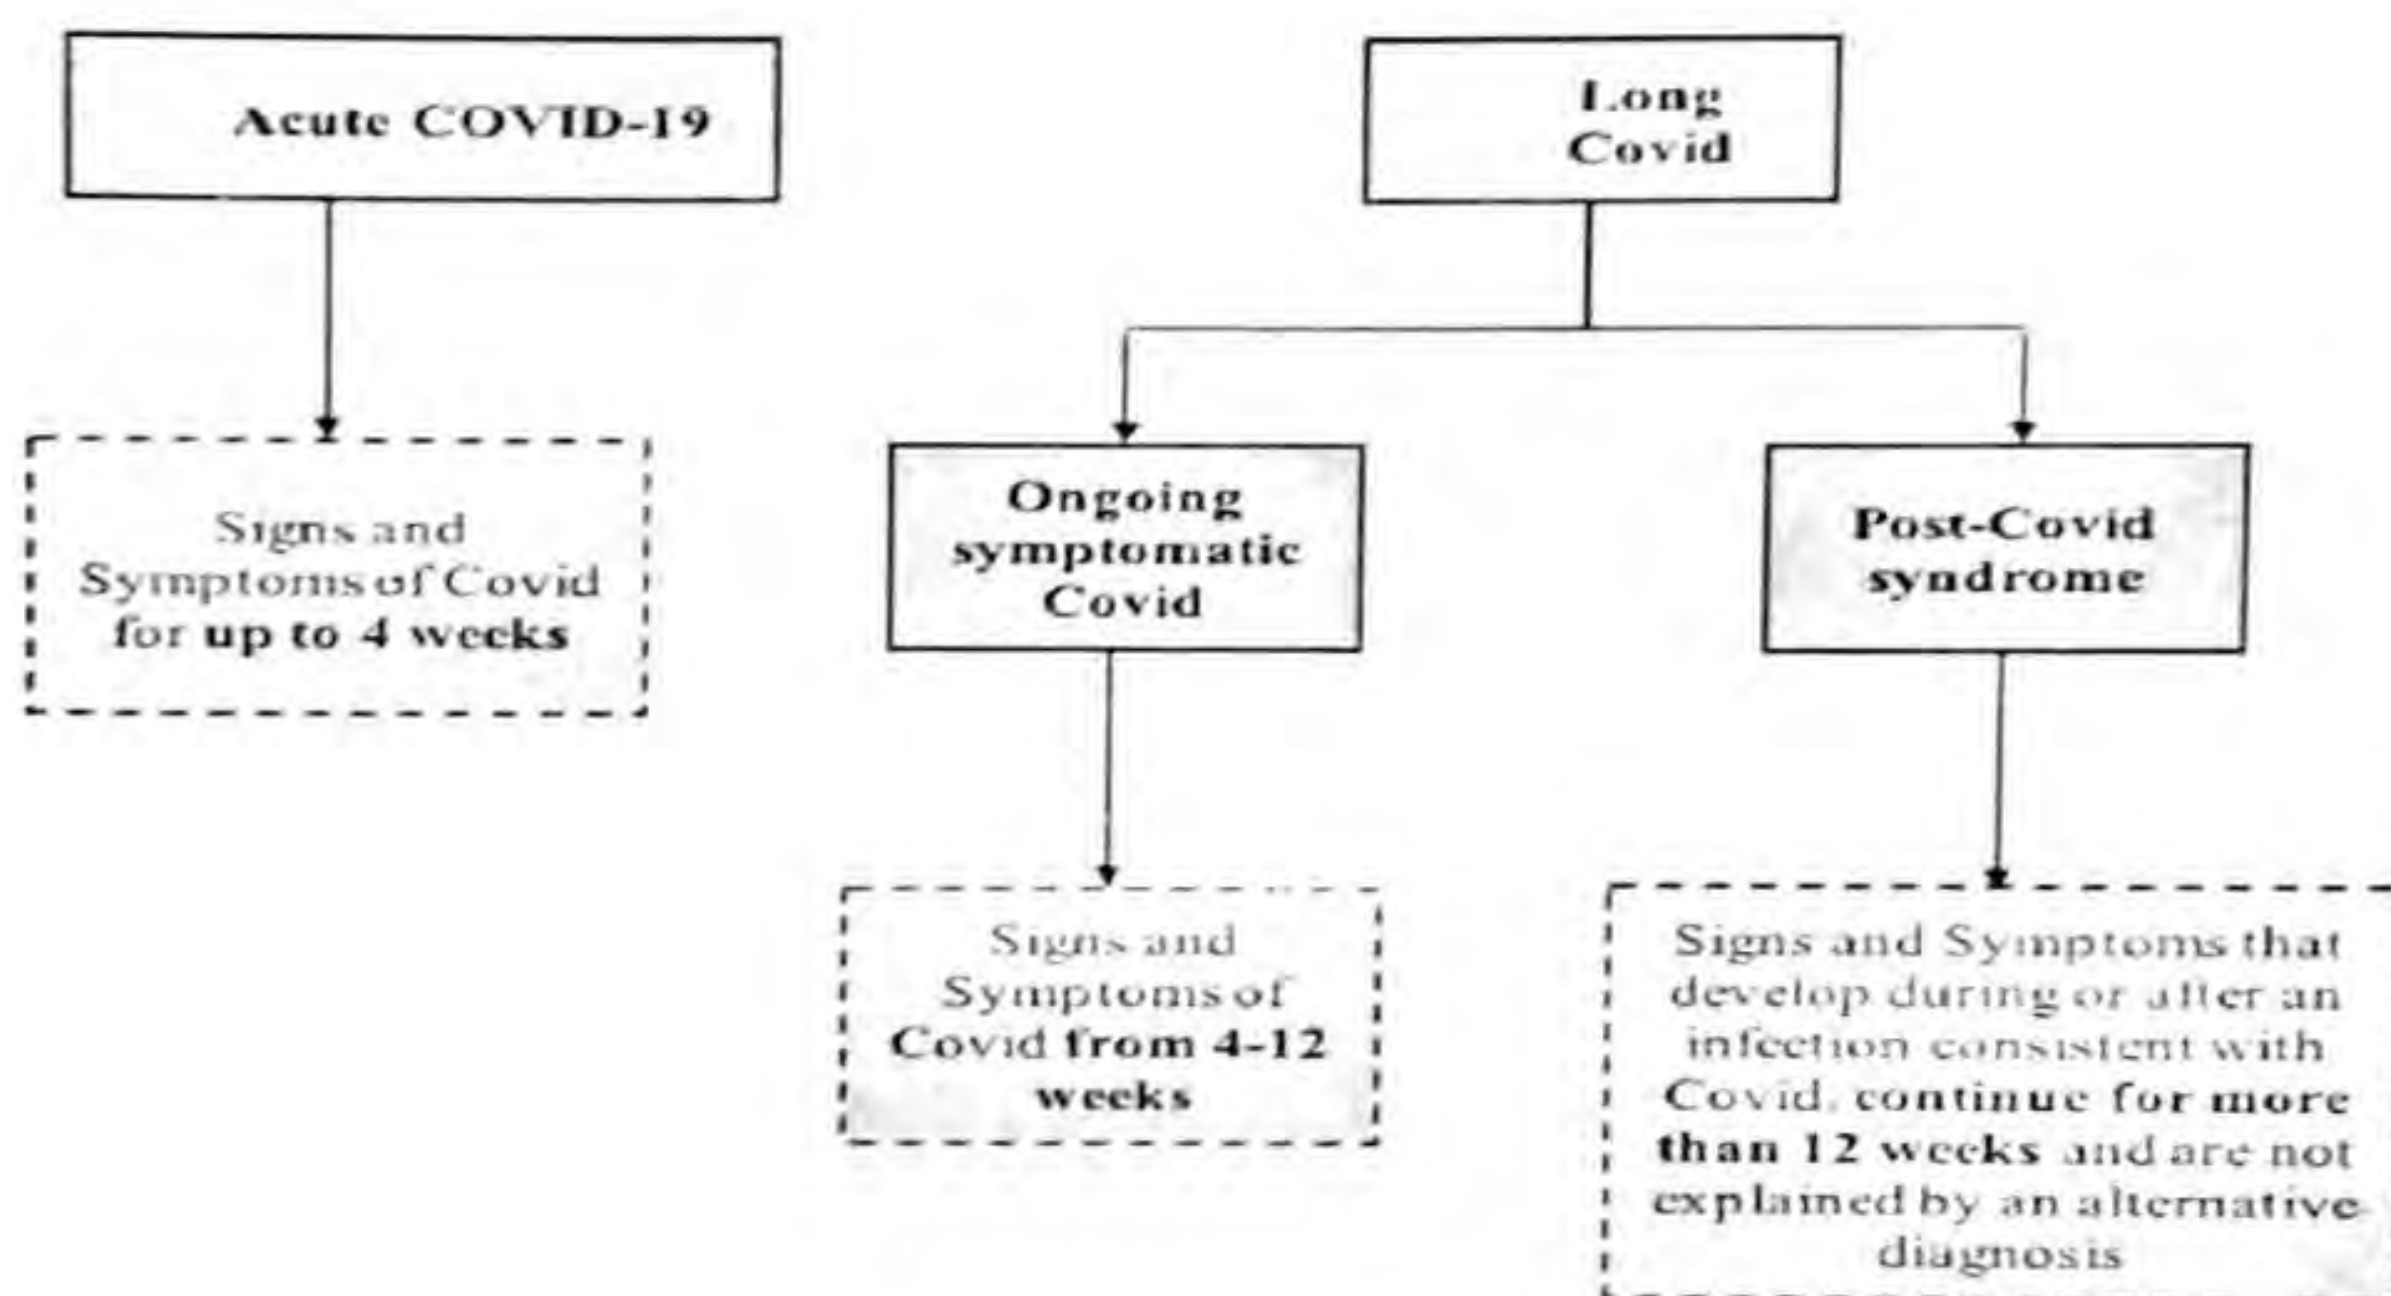 Acute COVID-19
Long
Covid
Signs and
Symptoms of Covid
for up to 4 weeks
Ongoing
symptomatic
Covid
Post-Covid
syndrome
Signs and
Symptoms of
Covid from 4-12
weeks
Signs and Symptoms that
develop during or after an
infection consistent with
Covid, continue for more
than 12 weeks and are not
explained by an alternative
diagnosis